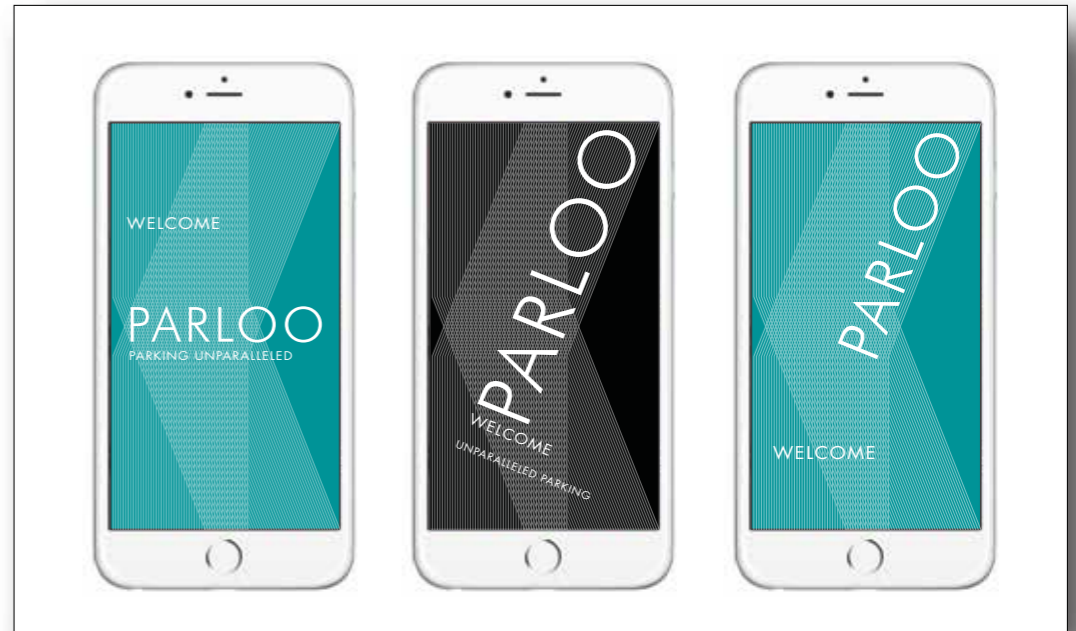 WELCOME
PARLOO
PARKING UNPARALLELED
PARLOO
WELCOME
UNPARALLELED PARKING
PARLOO
WELCOME